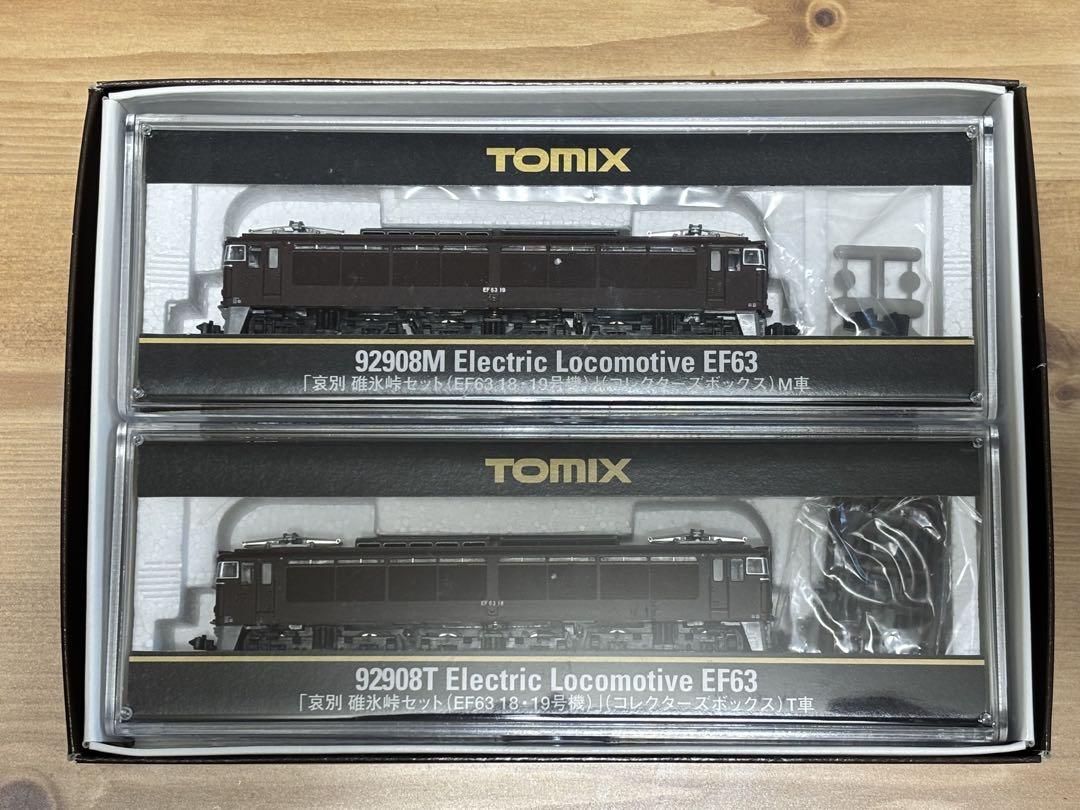 TOMIX
EF63 19
92908M Electric Locomotive EF63
「哀別 碓氷峠セット(EF63 18・19号機)」(コレクターズボックス)M車
TOMIX
EF63 18
92908T Electric Locomotive EF63
「哀別 碓氷峠セット(EF63 18・19号機)」(コレクターズボックス)T車